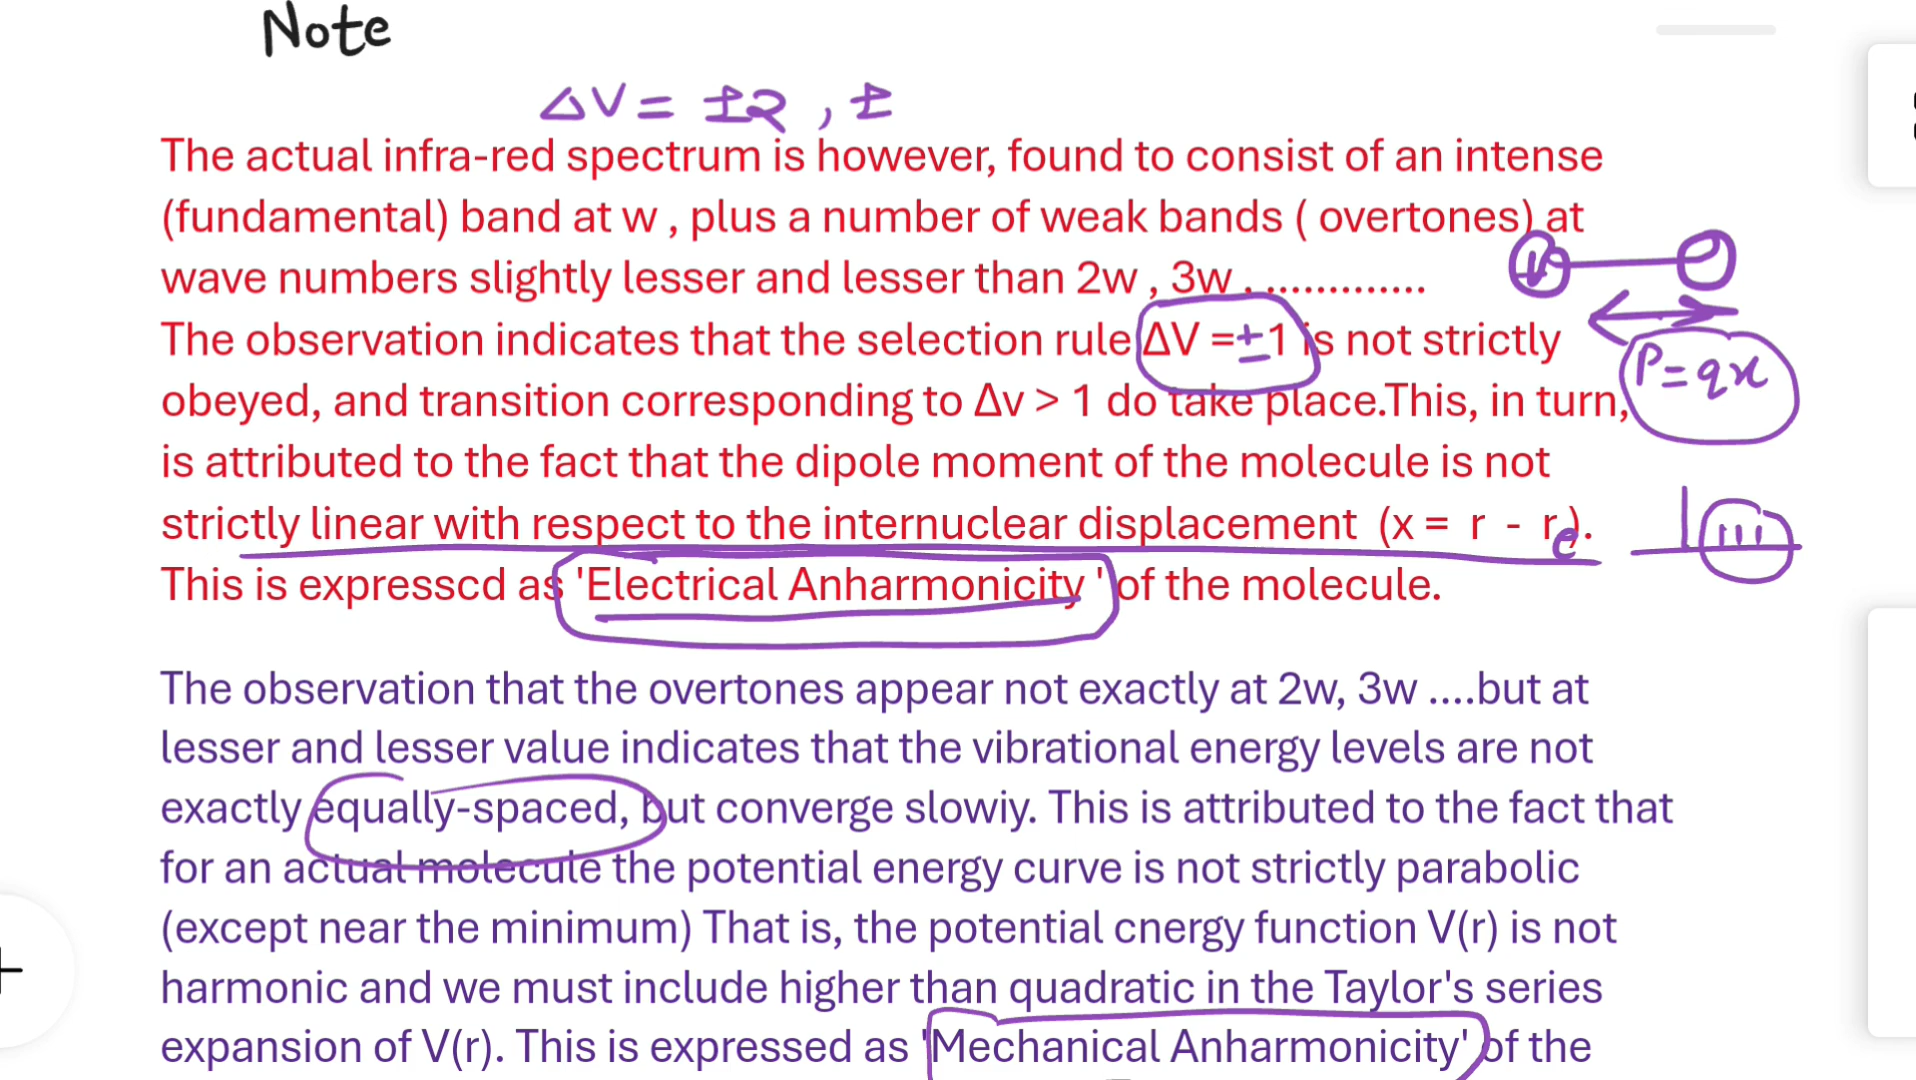 Note
ΔV = ±2 , ±
The actual infra-red spectrum is however, found to consist of an intense
(fundamental) band at w , plus a number of weak bands ( overtones) at
wave numbers slightly lesser and lesser than 2w , 3w , .............
The observation indicates that the selection rule ΔV =±1 is not strictly
obeyed, and transition corresponding to Δv > 1 do take place.This, in turn,
P=qx
is attributed to the fact that the dipole moment of the molecule is not
strictly linear with respect to the internuclear displacement (x = r - re).
This is expresscd as 'Electrical Anharmonicity ' of the molecule.
The observation that the overtones appear not exactly at 2w, 3w ....but at
lesser and lesser value indicates that the vibrational energy levels are not
exactly equally-spaced, but converge slowiy. This is attributed to the fact that
for an actual molecule the potential energy curve is not strictly parabolic
(except near the minimum) That is, the potential cnergy function V(r) is not
harmonic and we must include higher than quadratic in the Taylor's series
expansion of V(r). This is expressed as 'Mechanical Anharmonicity' of the